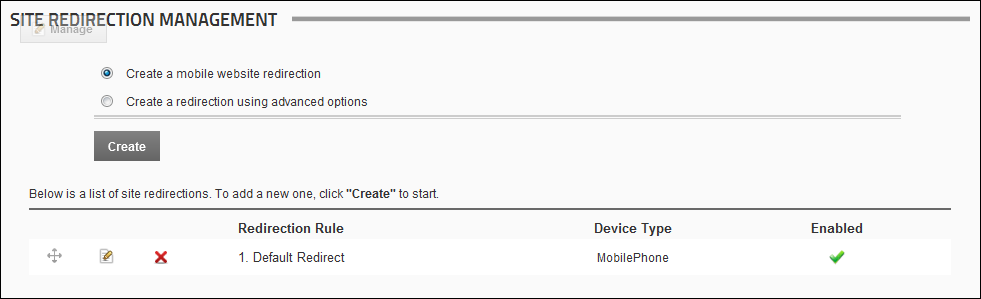 SITE REDIRECTION MANAGEMENT
Manage
Create a mobile website redirection
Create a redirection using advanced options
Create
Below is a list of site redirections. To add a new one, click "Create" to start.
Redirection Rule Device Type Enabled
1. Default Redirect MobilePhone